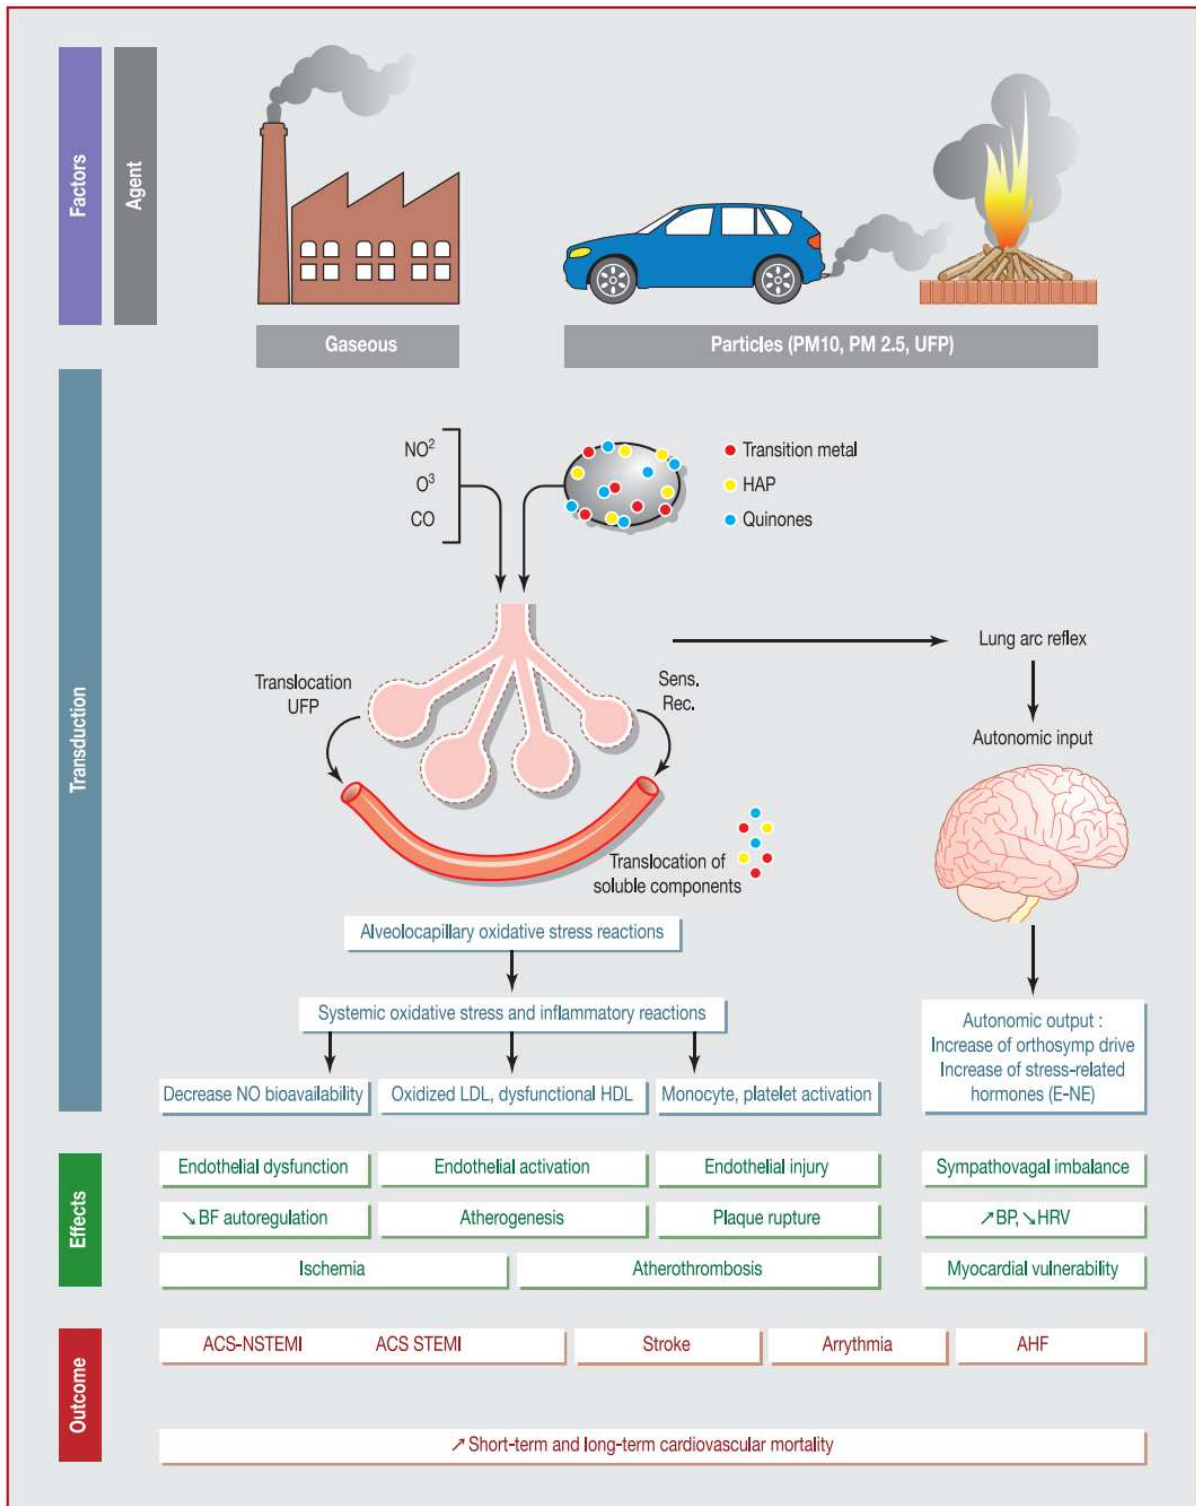 Factors
Agent
Gaseous
Particles (PM10, PM 2.5, UFP)
Transduction
NO²
O³
CO
Transition metal
HAP
Quinones
Lung arc reflex
Translocation
UFP
Sens.
Rec.
Autonomic input
Translocation of
soluble components
Alveolocapillary oxidative stress reactions
Systemic oxidative stress and inflammatory reactions
Decrease NO bioavailability
Oxidized LDL, dysfunctional HDL
Monocyte, platelet activation
Autonomic output :
Increase of orthosymp drive
Increase of stress-related
hormones (E-NE)
Effects
Endothelial dysfunction
Endothelial activation
Endothelial injury
Sympathovagal imbalance
↘ BF autoregulation
Atherogenesis
Plaque rupture
↗ BP, ↘ HRV
Ischemia
Atherothrombosis
Myocardial vulnerability
Outcome
ACS-NSTEMI
ACS STEMI
Stroke
Arrythmia
AHF
↗ Short-term and long-term cardiovascular mortality